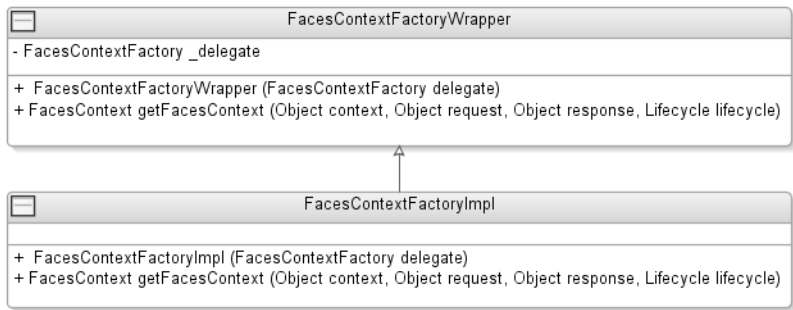 FacesContextFactoryWrapper
- FacesContextFactory _delegate
+ FacesContextFactoryWrapper (FacesContextFactory delegate)
+ FacesContext getFacesContext (Object context, Object request, Object response, Lifecycle lifecycle)
FacesContextFactoryImpl
+ FacesContextFactoryImpl (FacesContextFactory delegate)
+ FacesContext getFacesContext (Object context, Object request, Object response, Lifecycle lifecycle)